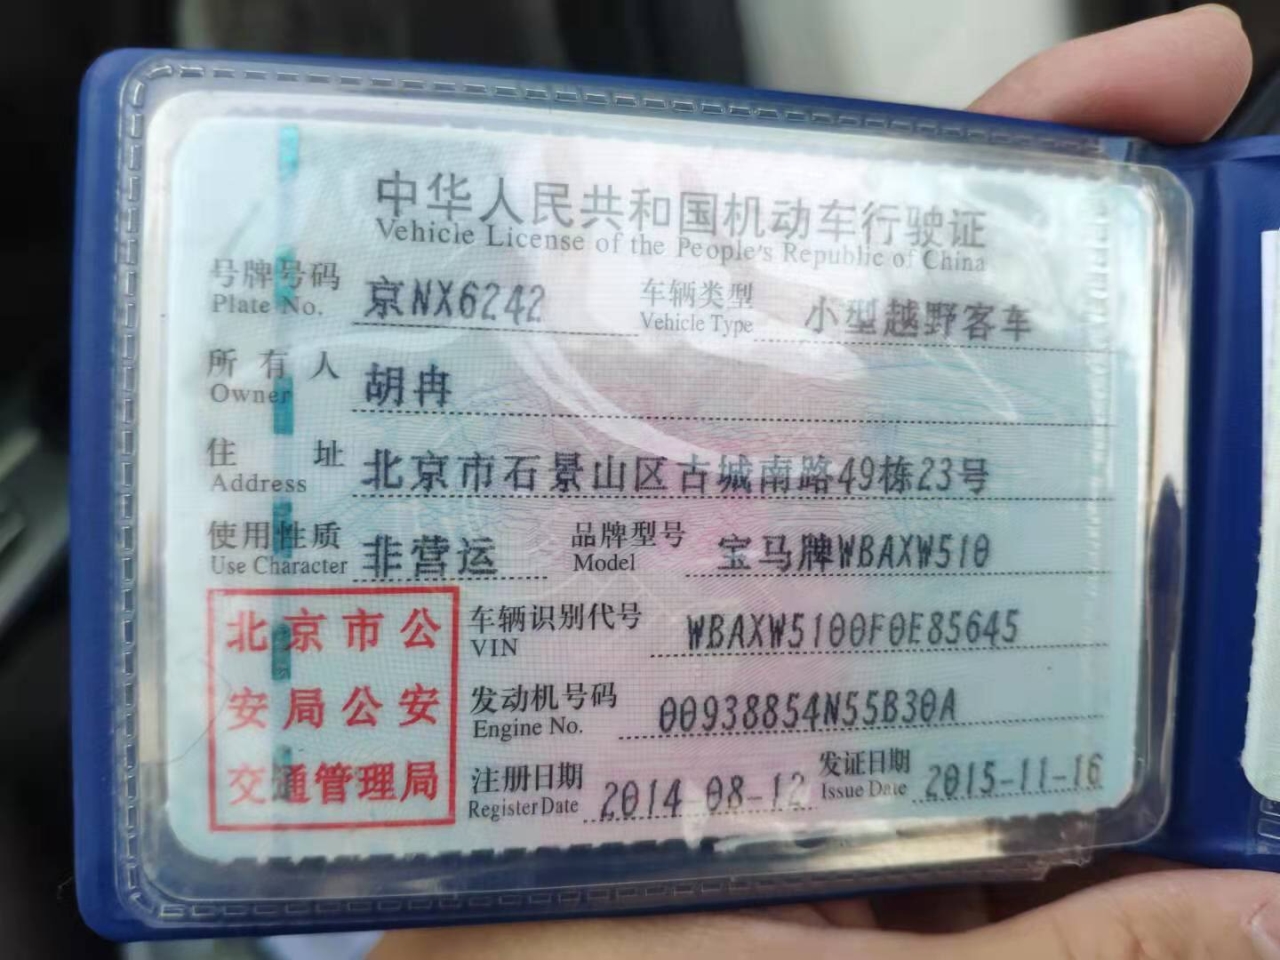 中华人民共和国机动车行驶证
Vehicle License of the People's Republic of China
号牌号码 京NX6242 车辆类型 小型越野客车
Plate No. Vehicle Type
所有人 胡冉
Owner
住址 北京市石景山区古城南路49栋23号
Address
使用性质 非营运 品牌型号 宝马牌WBAXW510
Use Character Model
北京市公
安局公安
交通管理局
车辆识别代号 WBAXW5100F0E85645
VIN
发动机号码 00938854N55B30A
Engine No.
注册日期 2014-08-12 发证日期 2015-11-16
Register Date Issue Date